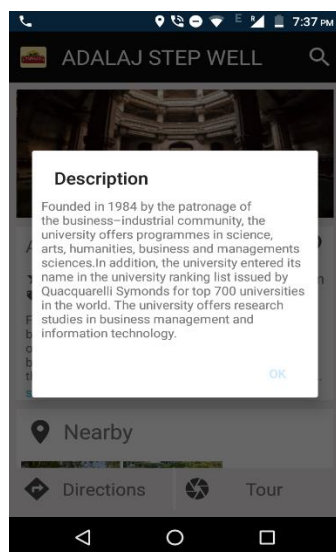 E R 7:37 PM
ADALAJ STEP WELL
Description
Founded in 1984 by the patronage of
the business–industrial community, the
university offers programmes in science,
arts, humanities, business and managements
sciences.In addition, the university entered its
name in the university ranking list issued by
Quacquarelli Symonds for top 700 universities
in the world. The university offers research
studies in business management and
information technology.
OK
Nearby
Directions Tour